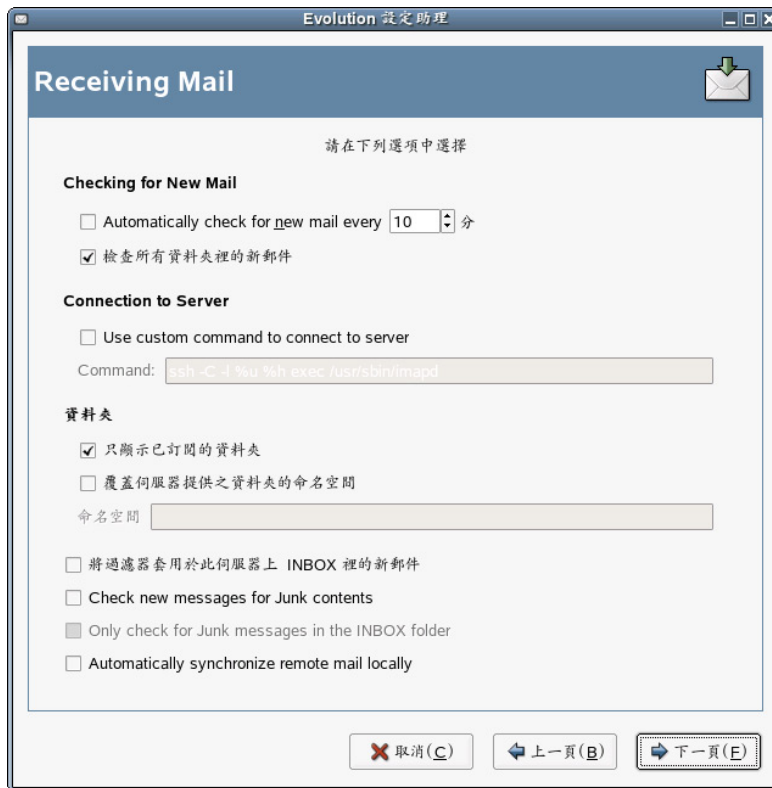 Evolution 設定助理
Receiving Mail
請在下列選項中選擇
Checking for New Mail
Automatically check for new mail every 10 分
檢查所有資料夾裡的新郵件
Connection to Server
Use custom command to connect to server
Command: ssh -C -l %u %h exec /usr/sbin/imapd
資料夾
只顯示已訂閱的資料夾
覆蓋伺服器提供之資料夾的命名空間
命名空間
將過濾器套用於此伺服器上 INBOX 裡的新郵件
Check new messages for Junk contents
Only check for Junk messages in the INBOX folder
Automatically synchronize remote mail locally
取消(C) 上一頁(B) 下一頁(F)